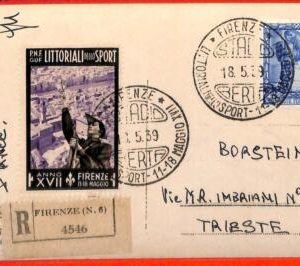 P.N.F.
GUF LITTORIALI DELLO SPORT
ANNO
XVII
FIRENZE
11-18 MAGGIO
FIRENZE
STADIO
BERTA
LITTORIALI DELLO SPORT - 11-18 MAGGIO XVII
18.5.39
FIRENZE
STADIO
BERTA
LITTORIALI DELLO SPORT - 11-18 MAGGIO
18.5.39
R FIRENZE (N. 6)
4546
BORSTEIN
Via M.R. IMBRIANI N°
TRIESTE